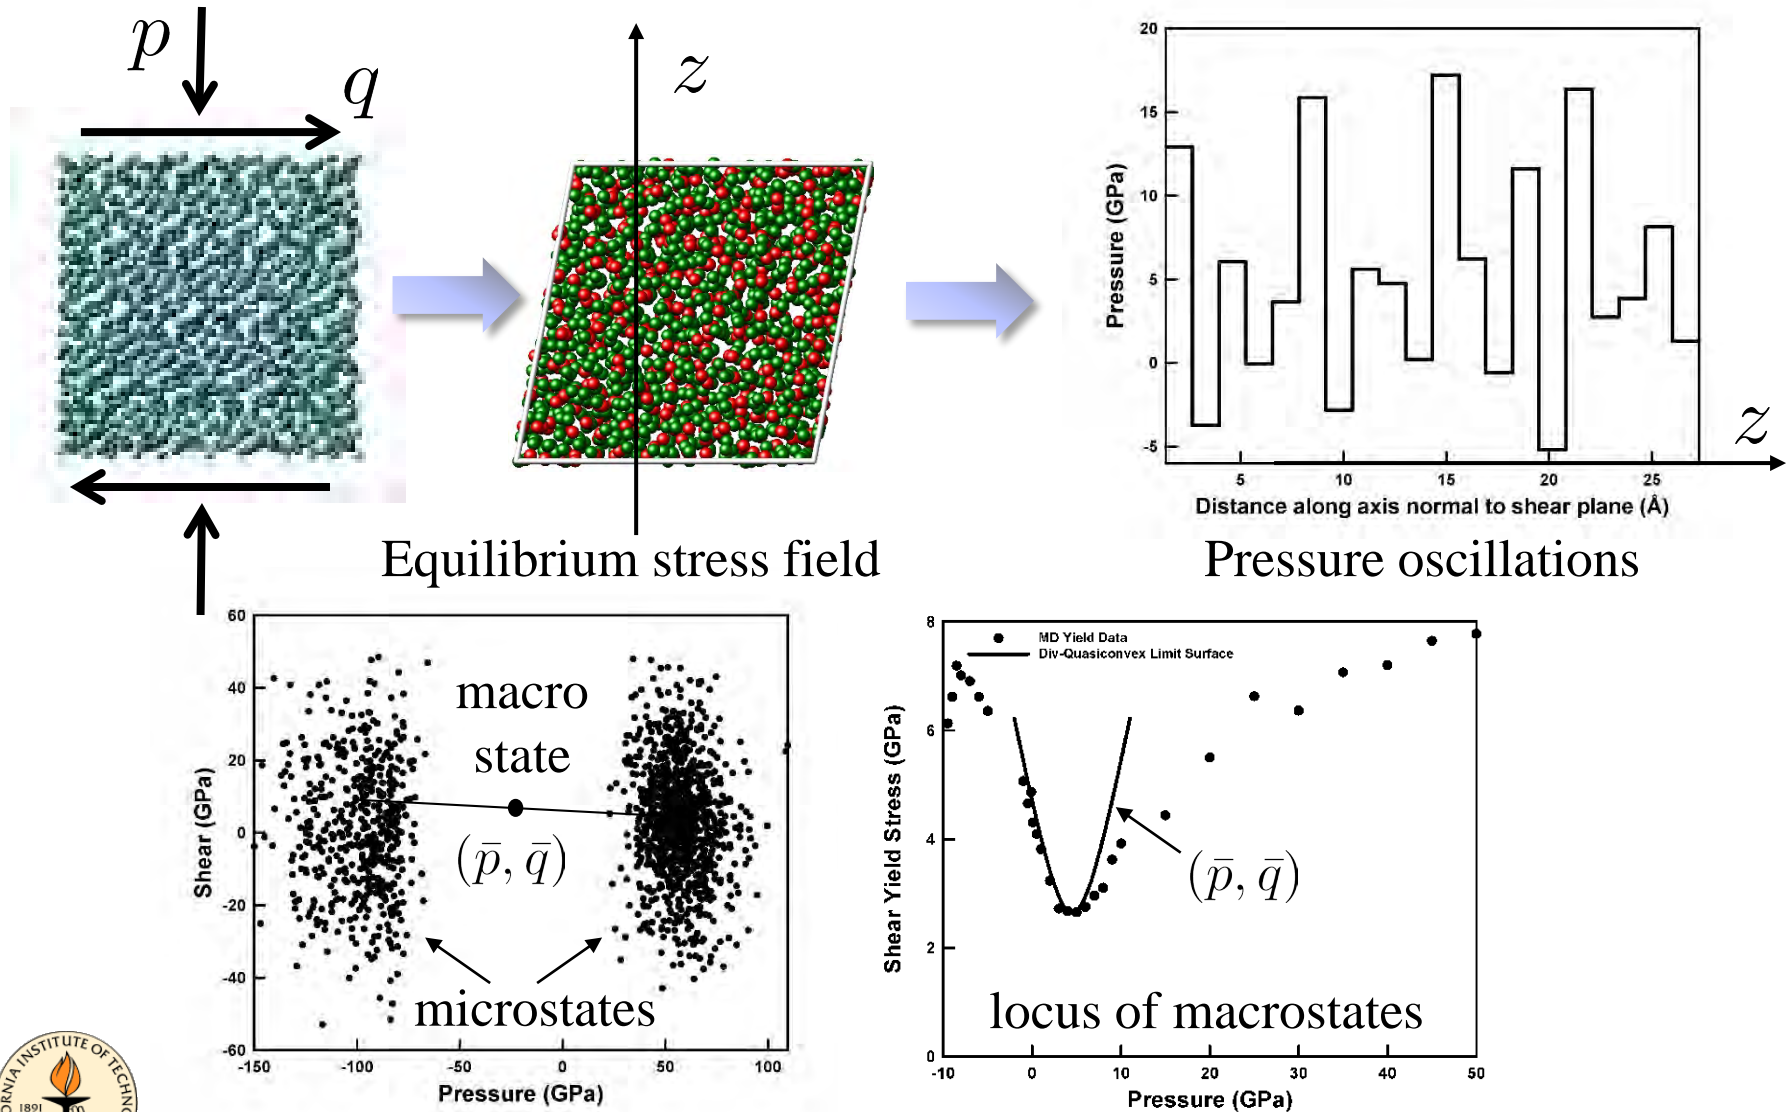 p
q
z
20
15
10
5
0
-5
Pressure (GPa)
5 10 15 20 25
z
Distance along axis normal to shear plane (Å)
Equilibrium stress field
Pressure oscillations
60
40
20
0
-20
-40
-60
Shear (GPa)
macro
state
(p̄, q̄)
microstates
-150 -100 -50 0 50 100
Pressure (GPa)
8
6
4
2
0
Shear Yield Stress (GPa)
MD Yield Data
Div-Quasiconvex Limit Surface
(p̄, q̄)
locus of macrostates
-10 0 10 20 30 40 50
Pressure (GPa)
INSTITUTE OF
1891